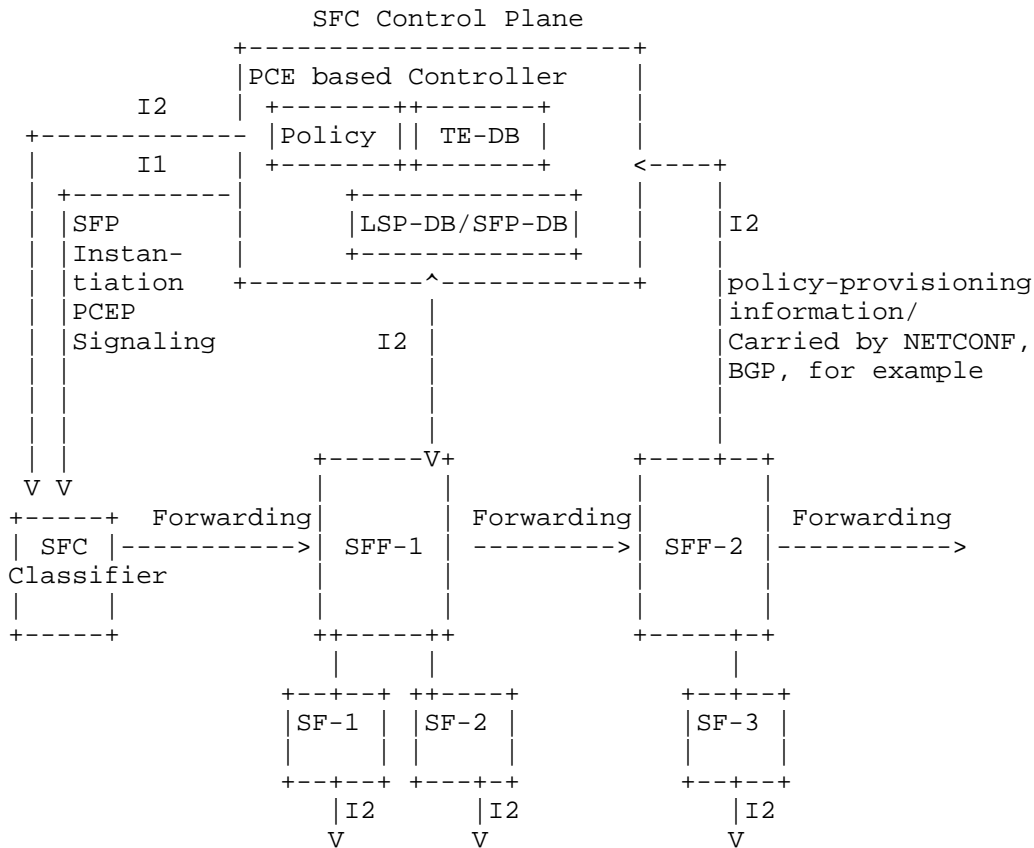 SFC Control Plane
PCE based Controller
I2
Policy TE-DB
I1
SFP LSP-DB/SFP-DB I2
Instan-
tiation policy-provisioning
PCEP information/
Signaling I2 Carried by NETCONF,
BGP, for example
V V V
Forwarding Forwarding Forwarding
SFC SFF-1 SFF-2
Classifier
SF-1 SF-2 SF-3
I2 I2 I2
V V V